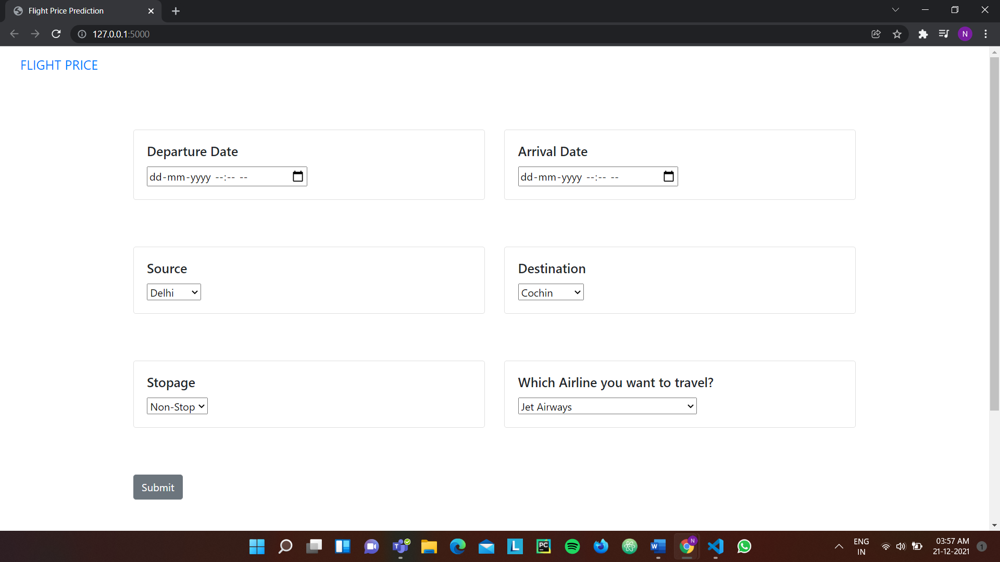 Flight Price Prediction
127.0.0.1:5000
N
FLIGHT PRICE
Departure Date
Arrival Date
dd-mm-yyyy --:-- --
dd-mm-yyyy --:-- --
Source
Destination
Delhi
Cochin
Stopage
Which Airline you want to travel?
Non-Stop
Jet Airways
Submit
T
L
PC
W
N
ENG
IN
03:57 AM
21-12-2021
1